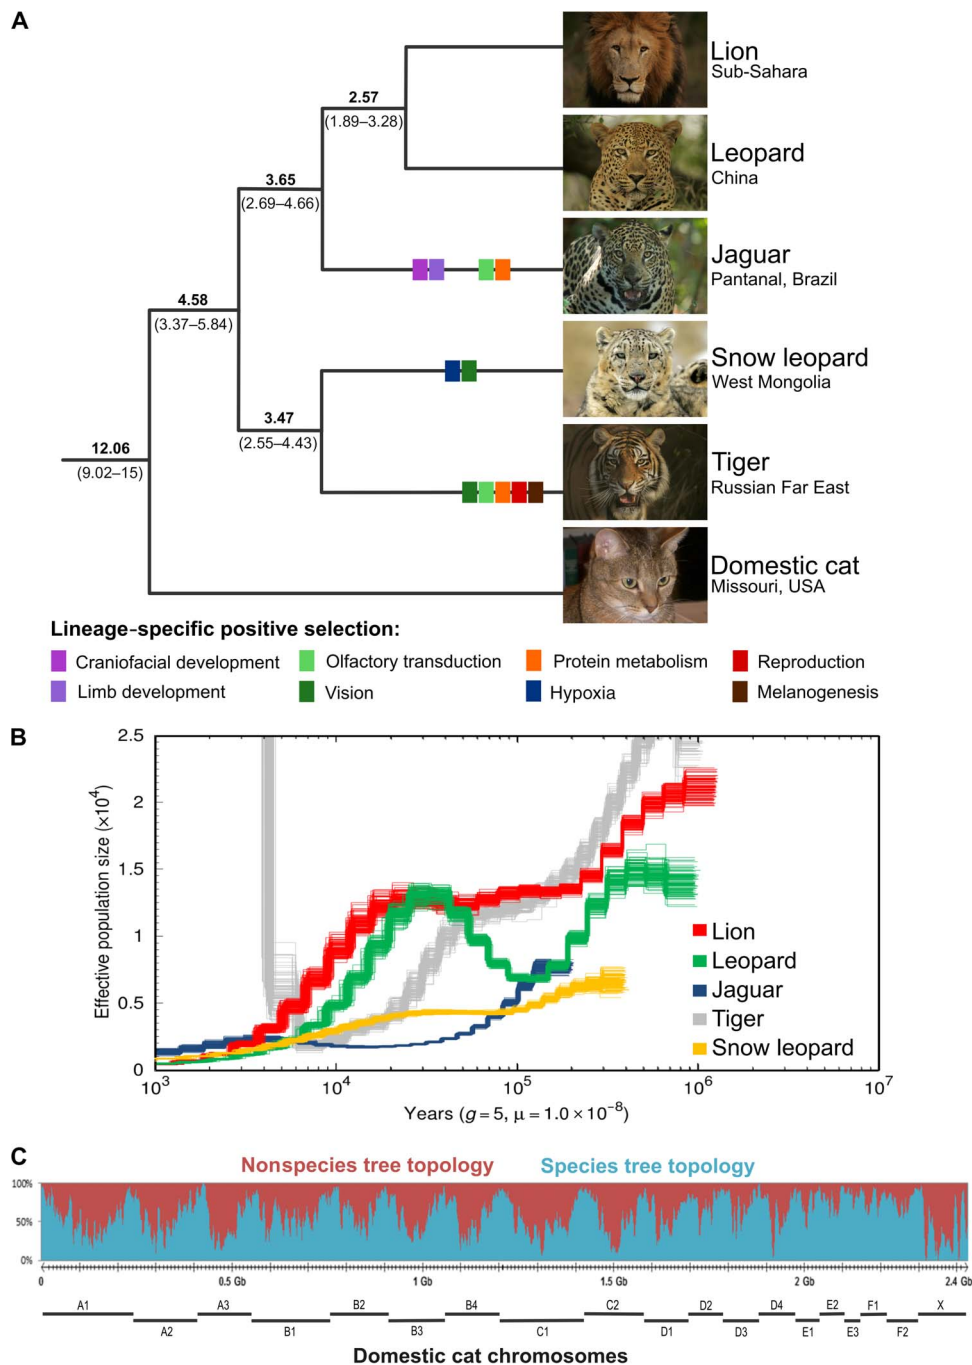 A
Lion
Sub-Sahara
2.57
(1.89–3.28)
Leopard
China
3.65
(2.69–4.66)
Jaguar
Pantanal, Brazil
4.58
(3.37–5.84)
Snow leopard
West Mongolia
3.47
(2.55–4.43)
12.06
(9.02–15)
Tiger
Russian Far East
Domestic cat
Missouri, USA
Lineage-specific positive selection:
Craniofacial development Olfactory transduction Protein metabolism Reproduction
Limb development Vision Hypoxia Melanogenesis
B
Effective population size (×10⁴)
2.5
2
1.5
1
0.5
0
Lion
Leopard
Jaguar
Tiger
Snow leopard
10³ 10⁴ 10⁵ 10⁶ 10⁷
Years (g = 5, μ = 1.0 × 10⁻⁸)
C
Nonspecies tree topology Species tree topology
100%
50%
0%
0 0.5 Gb 1 Gb 1.5 Gb 2 Gb 2.4 Gb
A1 A3 B2 B4 C2 D2 D4 E2 F1 X
A2 B1 B3 C1 D1 D3 E1 E3 F2
Domestic cat chromosomes